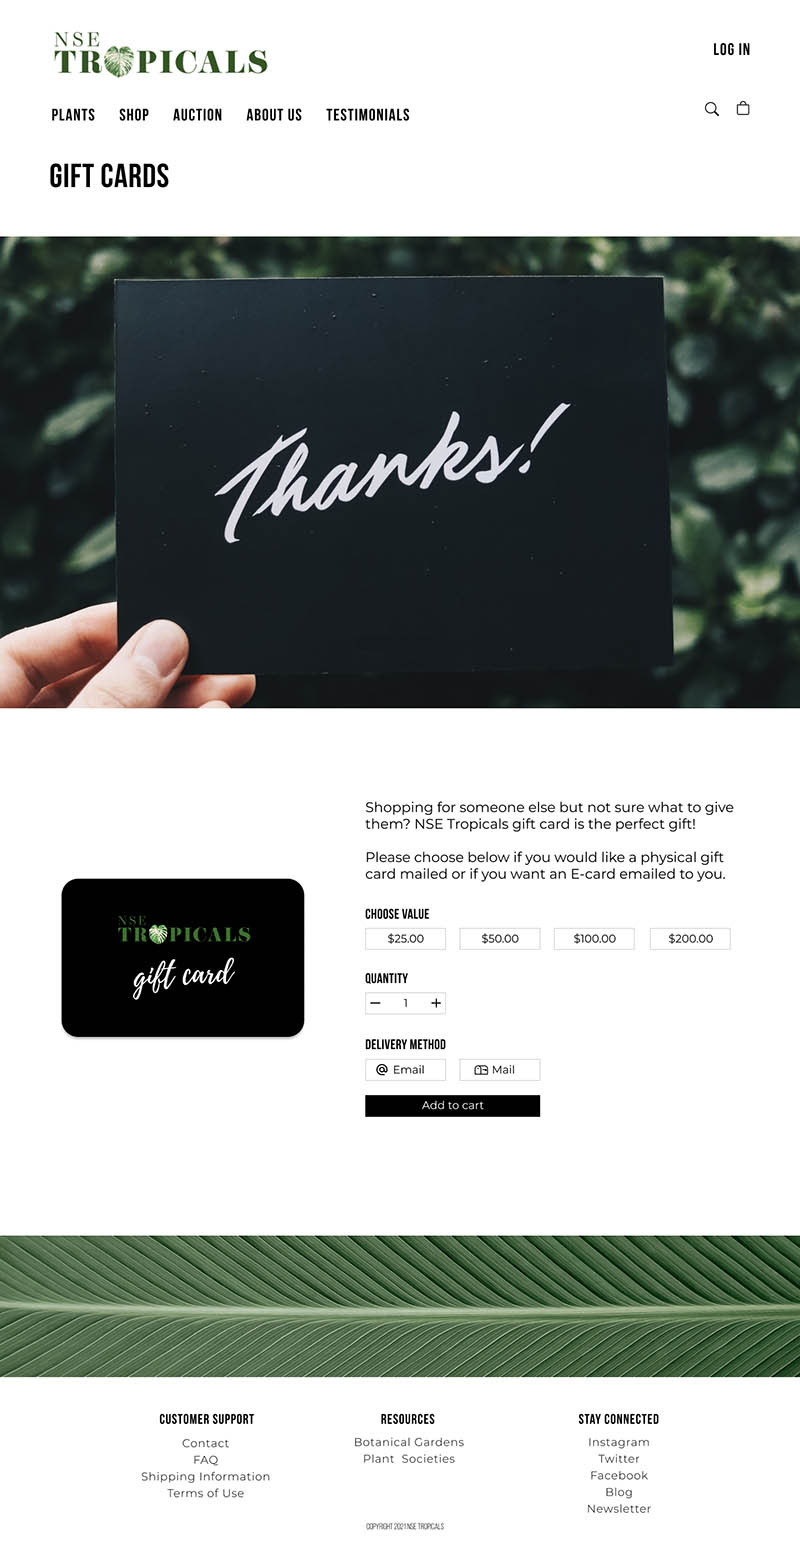 NSE
TROPICALS
LOG IN
PLANTS SHOP AUCTION ABOUT US TESTIMONIALS
GIFT CARDS
Thanks!
Shopping for someone else but not sure what to give
them? NSE Tropicals gift card is the perfect gift!
Please choose below if you would like a physical gift
card mailed or if you want an E-card emailed to you.
NSE
TROPICALS
gift card
CHOOSE VALUE
$25.00 $50.00 $100.00 $200.00
QUANTITY
1
DELIVERY METHOD
Email Mail
Add to cart
CUSTOMER SUPPORT
Contact
FAQ
Shipping Information
Terms of Use
RESOURCES
Botanical Gardens
Plant Societies
STAY CONNECTED
Instagram
Twitter
Facebook
Blog
Newsletter
COPYRIGHT 2021 NSE TROPICALS